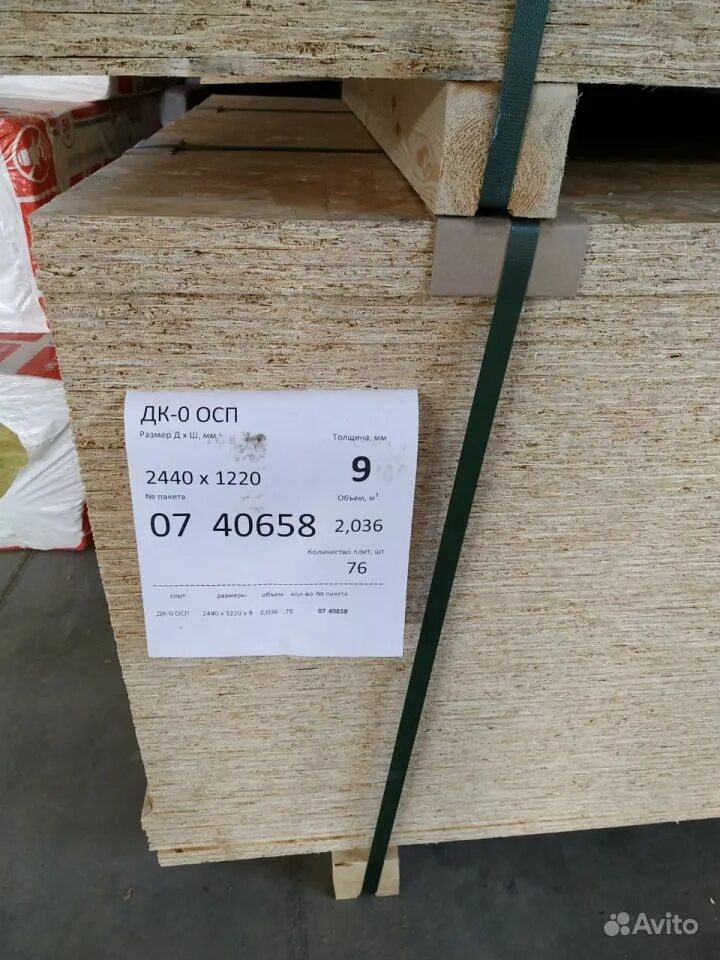 ДК-0 ОСП
Размер Д х Ш, мм
Толщина, мм
2440 х 1220
9
№ пакета
Объем, м³
07 40658
2,036
Количество плит, шт
76
сорт размеры объем кол-во № пакета
ДК-0 ОСП 2440 х 1220 х 9 2,036 76 07 40658
Avito